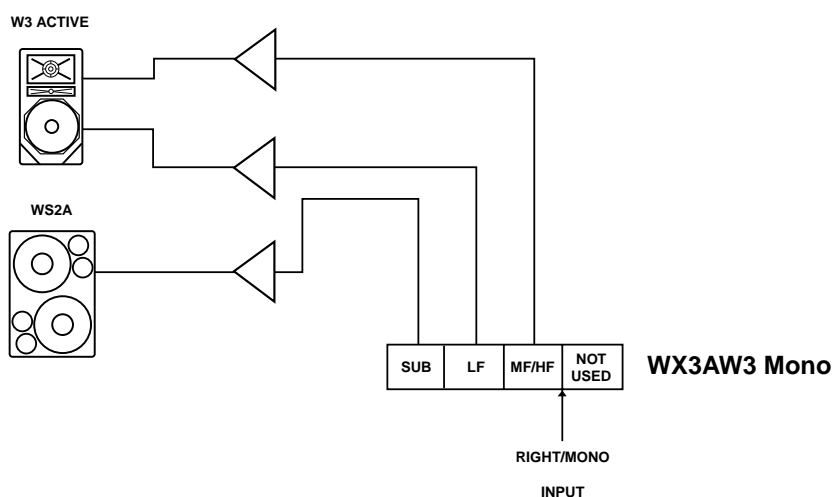 W3 ACTIVE
WS2A
SUB
LF
MF/HF
NOT
USED
WX3AW3 Mono
RIGHT/MONO
INPUT